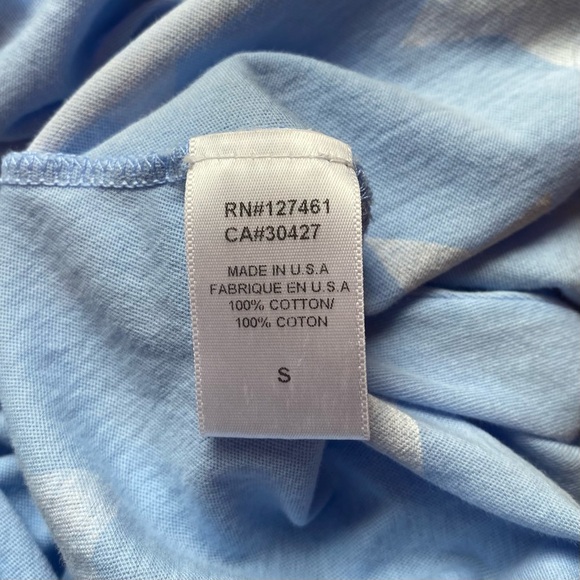 RN#127461
CA#30427
MADE IN U.S.A
FABRIQUE EN U.S.A
100% COTTON/
100% COTON
S